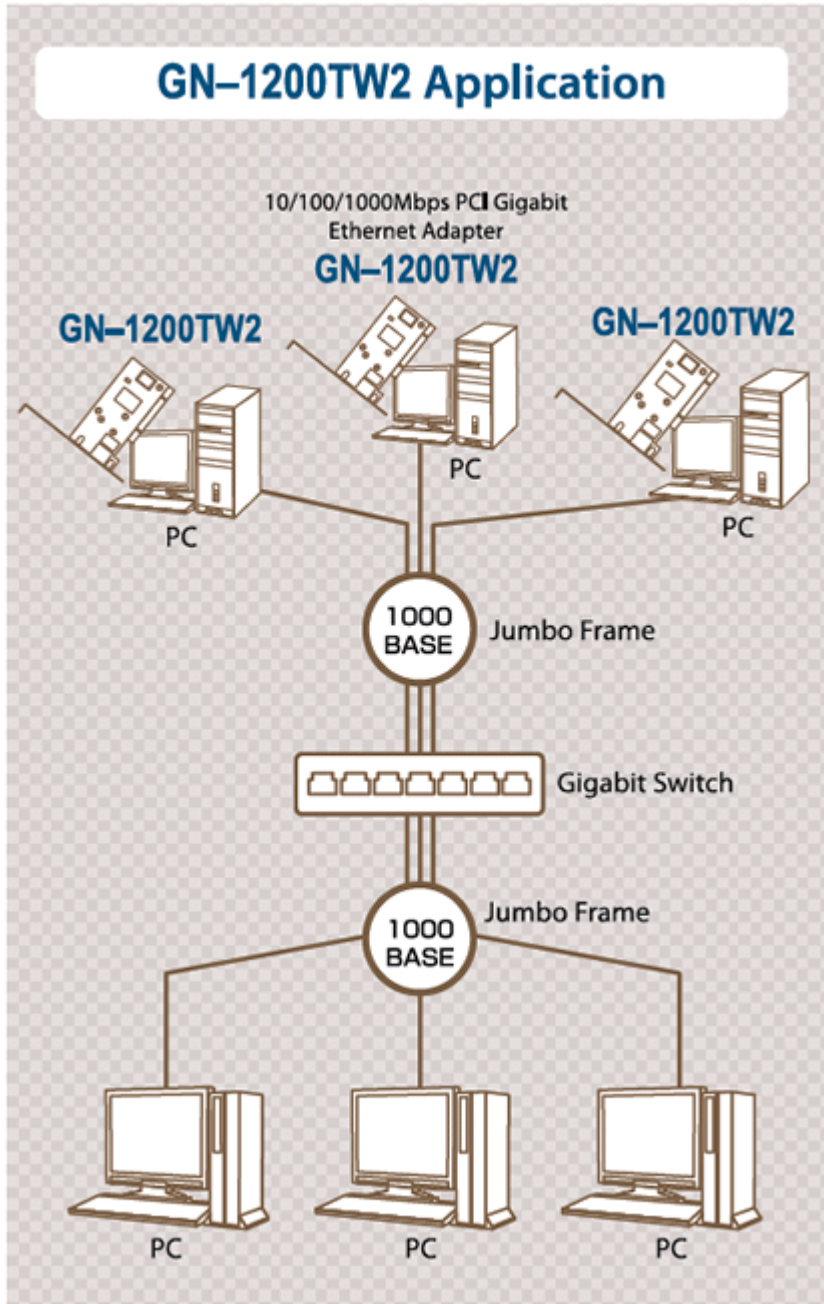 GN–1200TW2 Application
10/100/1000Mbps PCI Gigabit
Ethernet Adapter
GN–1200TW2
GN–1200TW2
GN–1200TW2
PC
PC
PC
1000
BASE
Jumbo Frame
Gigabit Switch
1000
BASE
Jumbo Frame
PC
PC
PC